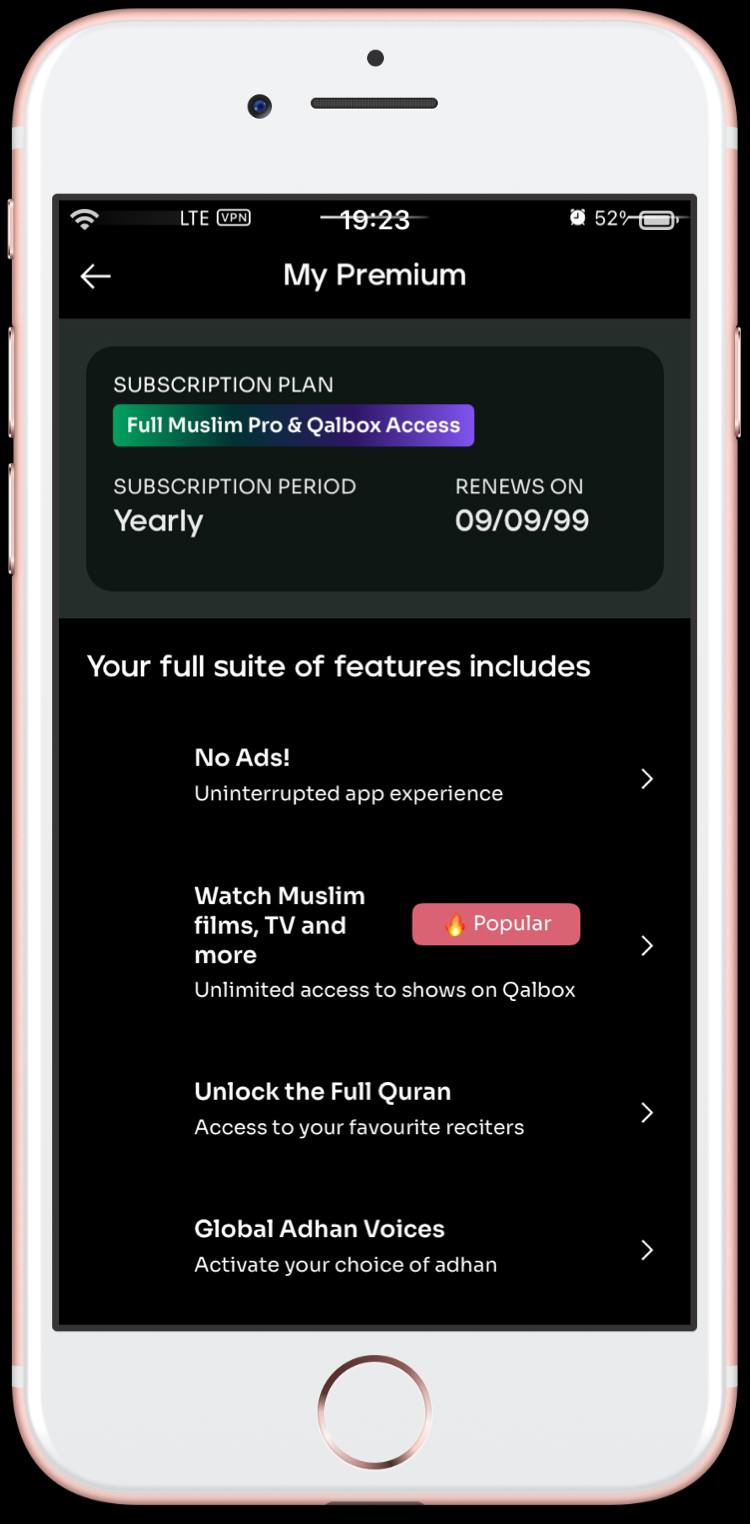 LTE VPN 19:23 52%
My Premium
SUBSCRIPTION PLAN
Full Muslim Pro & Qalbox Access
SUBSCRIPTION PERIOD RENEWS ON
Yearly 09/09/99
Your full suite of features includes
No Ads!
Uninterrupted app experience
Watch Muslim
films, TV and
more
🔥 Popular
Unlimited access to shows on Qalbox
Unlock the Full Quran
Access to your favourite reciters
Global Adhan Voices
Activate your choice of adhan